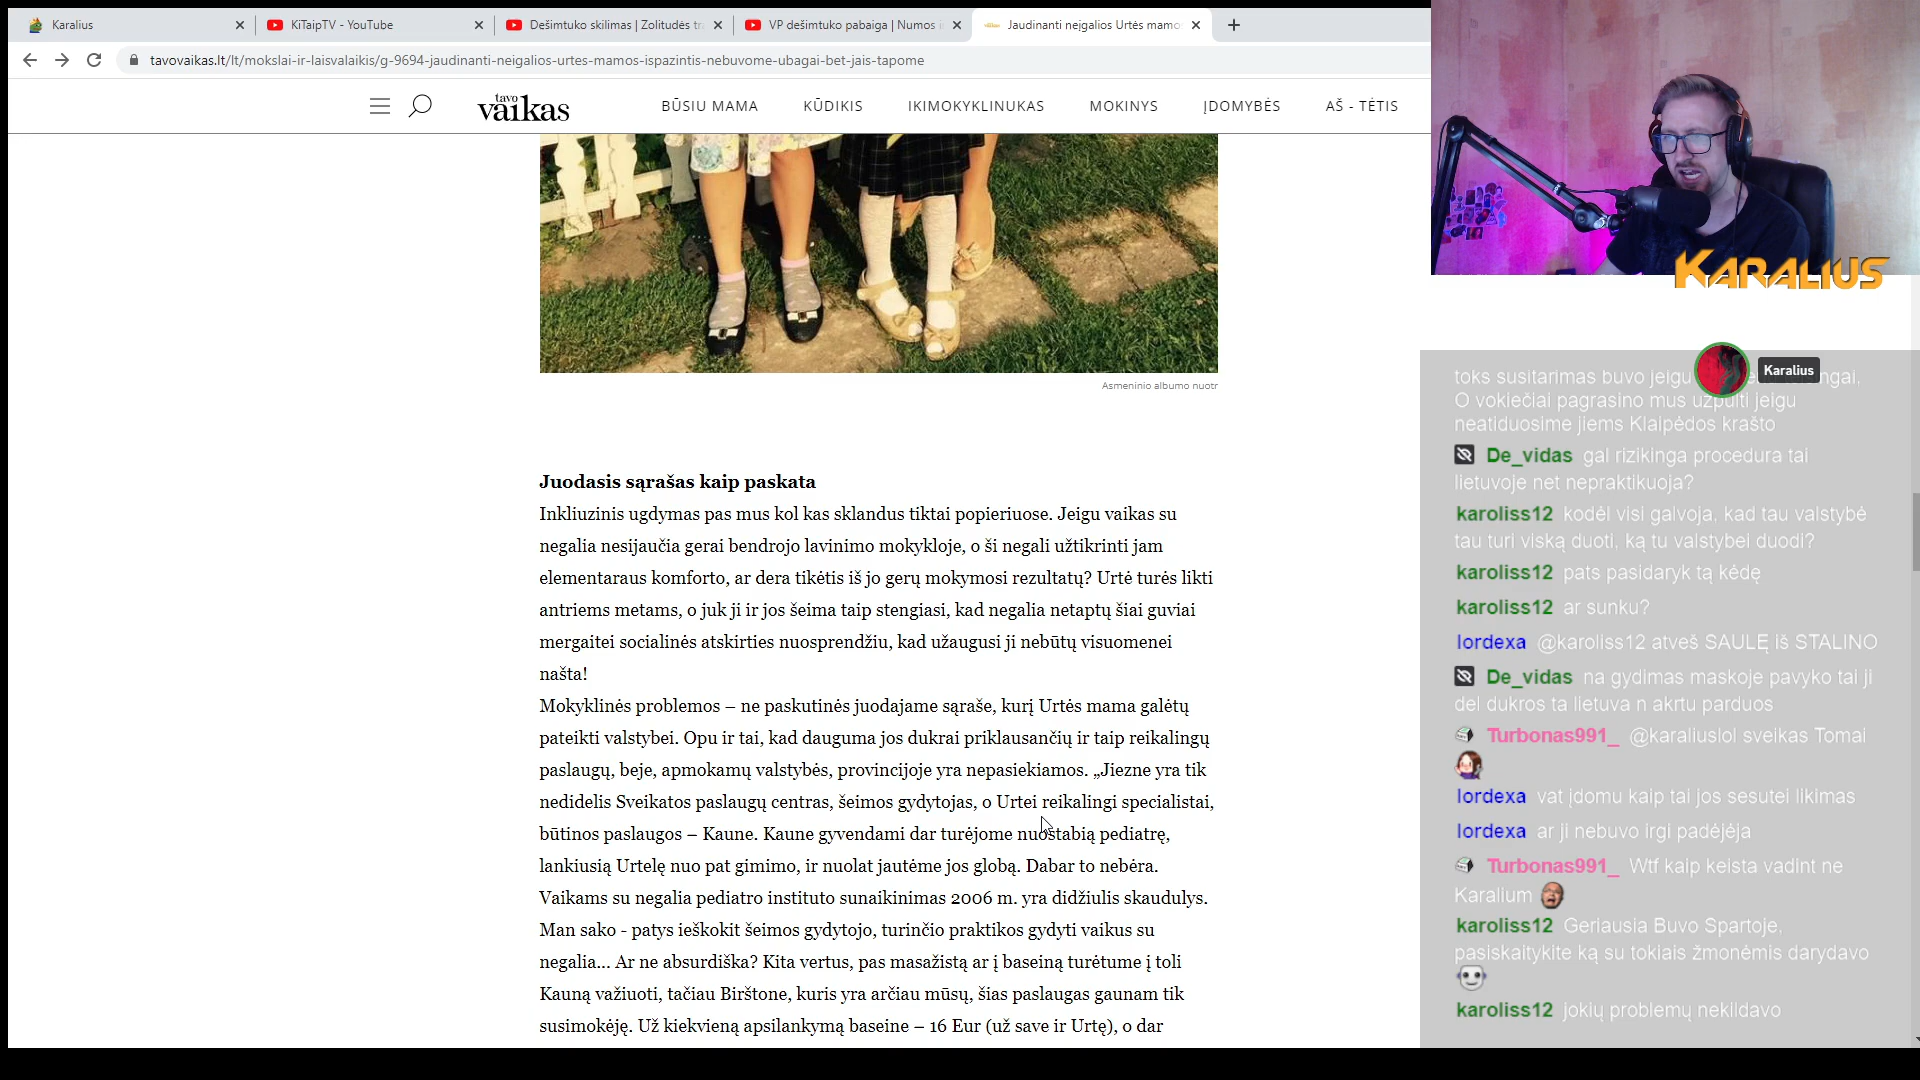 Karalius
KiTaipTV - YouTube
Dešimtuko skilimas | Zolitudės tr
VP dešimtuko pabaiga | Numos i
Jaudinanti neįgalios Urtės mamos
tavovaikas.lt/lt/mokslai-ir-laisvalaikis/g-9694-jaudinanti-neigalios-urtes-mamos-ispazintis-nebuvome-ubagai-bet-jais-tapome
tavo
vaikas
BŪSIU MAMA
KŪDIKIS
IKIMOKYKLINUKAS
MOKINYS
ĮDOMYBĖS
AŠ - TĖTIS
Asmeninio albumo nuotr
Juodasis sąrašas kaip paskata
Inkliuzinis ugdymas pas mus kol kas sklandus tiktai popieriuose. Jeigu vaikas su
negalia nesijaučia gerai bendrojo lavinimo mokykloje, o ši negali užtikrinti jam
elementaraus komforto, ar dera tikėtis iš jo gerų mokymosi rezultatų? Urtė turės likti
antriems metams, o juk ji ir jos šeima taip stengiasi, kad negalia netaptų šiai guviai
mergaitei socialinės atskirties nuosprendžiu, kad užaugusi ji nebūtų visuomenei
našta!
Mokyklinės problemos – ne paskutinės juodajame sąraše, kurį Urtės mama galėtų
pateikti valstybei. Opu ir tai, kad dauguma jos dukrai priklausančių ir taip reikalingų
paslaugų, beje, apmokamų valstybės, provincijoje yra nepasiekiamos. „Jiezne yra tik
nedidelis Sveikatos paslaugų centras, šeimos gydytojas, o Urtei reikalingi specialistai,
būtinos paslaugos – Kaune. Kaune gyvendami dar turėjome nuostabią pediatrę,
lankiusią Urtelę nuo pat gimimo, ir nuolat jautėme jos globą. Dabar to nebėra.
Vaikams su negalia pediatro instituto sunaikinimas 2006 m. yra didžiulis skaudulys.
Man sako - patys ieškokit šeimos gydytojo, turinčio praktikos gydyti vaikus su
negalia... Ar ne absurdiška? Kita vertus, pas masažistą ar į baseiną turėtume į toli
Kauną važiuoti, tačiau Birštone, kuris yra arčiau mūsų, šias paslaugas gaunam tik
susimokėję. Už kiekvieną apsilankymą baseine – 16 Eur (už save ir Urtę), o dar
KARALIUS
Karalius
toks susitarimas buvo jeigu
O vokiečiai pagrasino mus užpulti jeigu
neatiduosime jiems Klaipėdos krašto
De_vidas gal rizikinga procedura tai
lietuvoje net nepraktikuoja?
karoliss12 kodėl visi galvoja, kad tau valstybė
tau turi viską duoti, ką tu valstybei duodi?
karoliss12 pats pasidaryk tą kėdę
karoliss12 ar sunku?
lordexa @karoliss12 atveš SAULĘ iš STALINO
De_vidas na gydimas maskoje pavyko tai ji
del dukros ta lietuva n akrtu parduos
Turbonas991_ @karaliuslol sveikas Tomai
lordexa vat įdomu kaip tai jos sesutei likimas
lordexa ar ji nebuvo irgi padėjėja
Turbonas991_ Wtf kaip keista vadint ne
Karalium
karoliss12 Geriausia Buvo Spartoje,
pasiskaitykite ką su tokiais žmonėmis darydavo
karoliss12 jokių problemų nekildavo